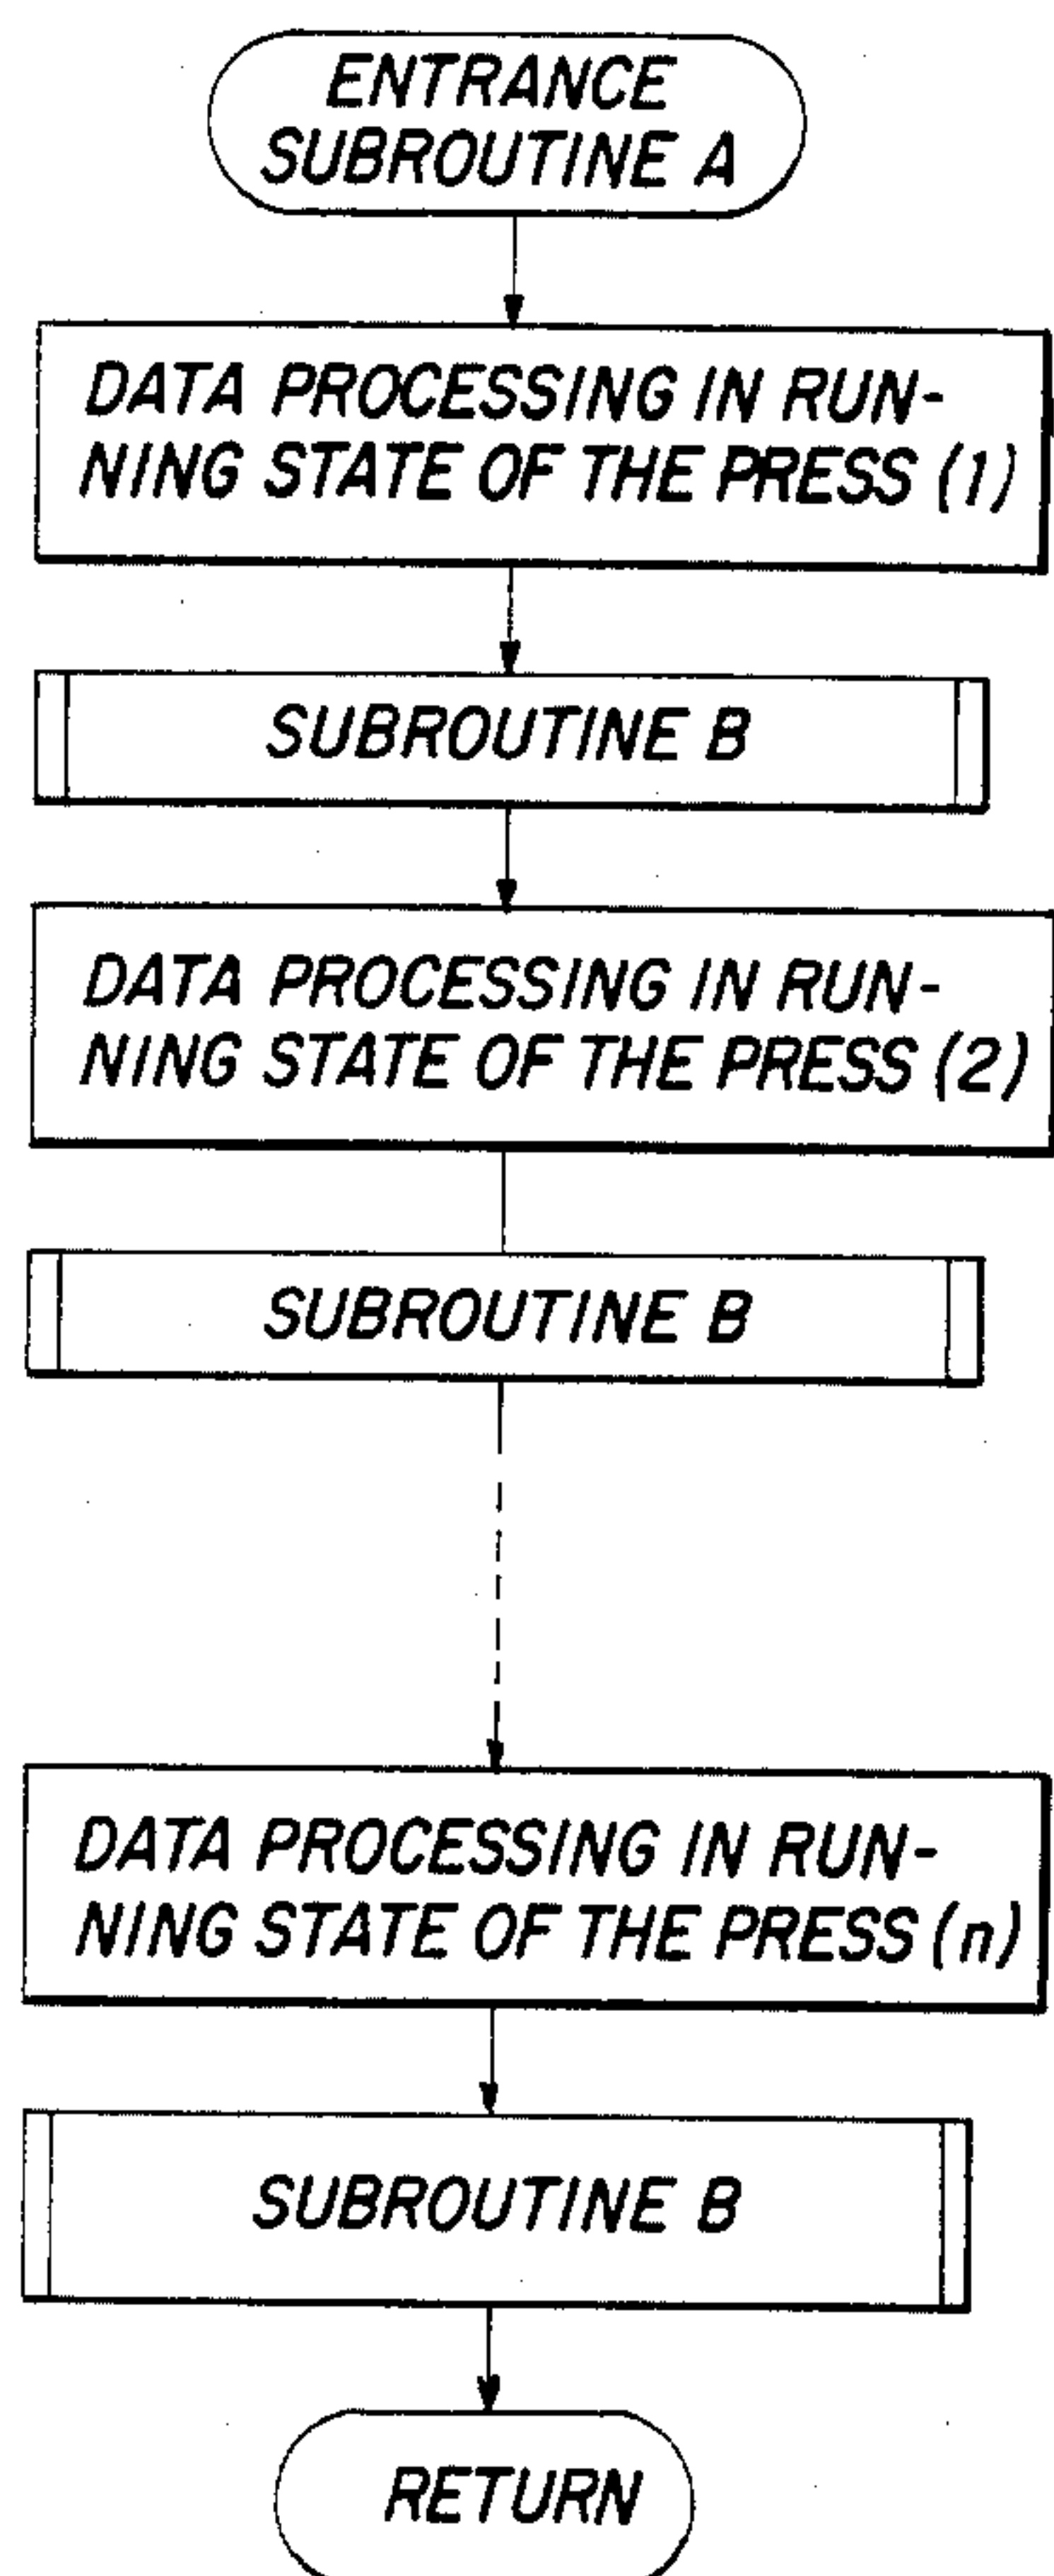 ENTRANCE
SUBROUTINE A
DATA PROCESSING IN RUN-
NING STATE OF THE PRESS (1)
SUBROUTINE B
DATA PROCESSING IN RUN-
NING STATE OF THE PRESS (2)
SUBROUTINE B
DATA PROCESSING IN RUN-
NING STATE OF THE PRESS (n)
SUBROUTINE B
RETURN